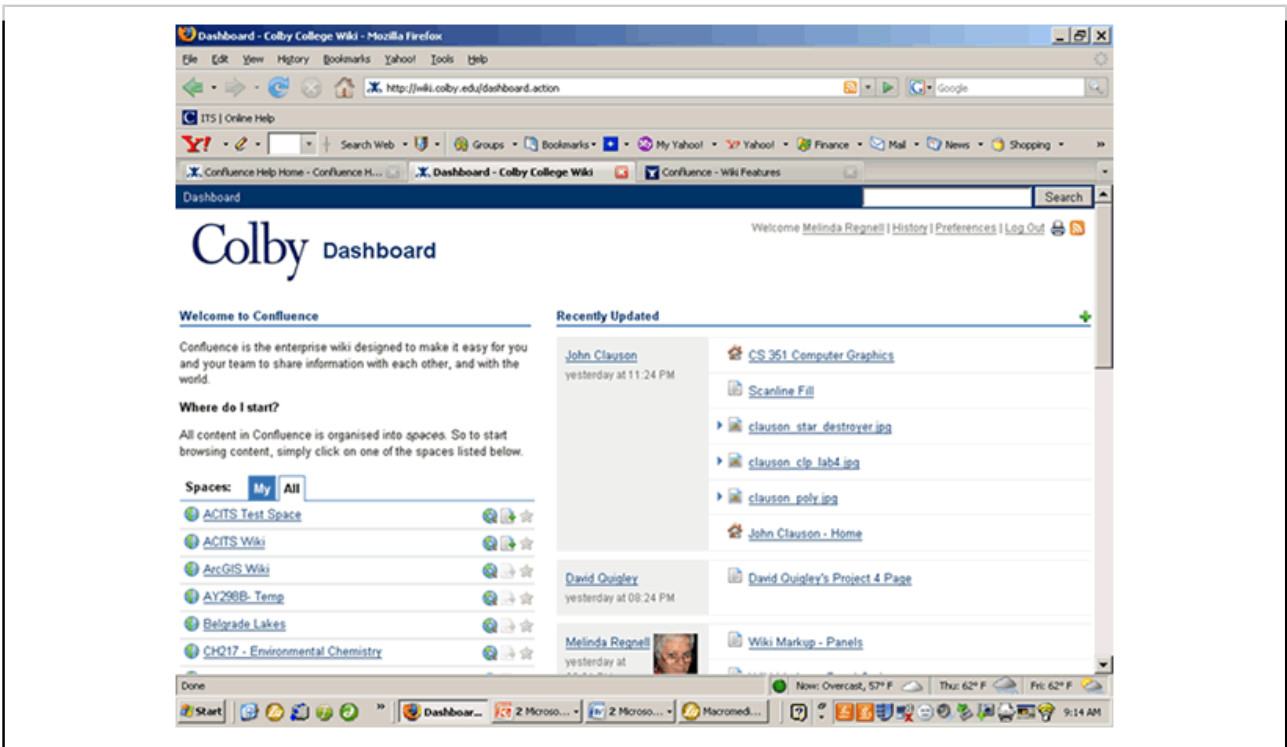 Dashboard - Colby College Wiki - Mozilla Firefox
File Edit View History Bookmarks Yahoo! Tools Help
http://wiki.colby.edu/dashboard.action Google
ITS | Online Help
Y! Search Web Groups Bookmarks My Yahoo! Yahoo! Finance Mail News Shopping »
Confluence Help Home - Confluence H... Dashboard - Colby College Wiki Confluence - Wiki Features
Dashboard Search
Welcome Melinda Regnell | History | Preferences | Log Out
Colby Dashboard
Welcome to Confluence
Confluence is the enterprise wiki designed to make it easy for you
and your team to share information with each other, and with the
world.
Where do I start?
All content in Confluence is organised into spaces. So to start
browsing content, simply click on one of the spaces listed below.
Spaces: My All
ACITS Test Space
ACITS Wiki
ArcGIS Wiki
AY298B- Temp
Belgrade Lakes
CH217 - Environmental Chemistry
Recently Updated
John Clauson
yesterday at 11:24 PM
CS 351 Computer Graphics
Scanline Fill
clauson_star_destroyer.jpg
clauson_clp_lab4.jpg
clauson_poly.jpg
John Clauson - Home
David Quigley
yesterday at 08:24 PM
David Quigley's Project 4 Page
Melinda Regnell
yesterday at
Wiki Markup - Panels
Done Now: Overcast, 57° F Thu: 62° F Fri: 62° F
Start » Dashboar... 2 Microso... 2 Microso... Macromedi... 9:14 AM